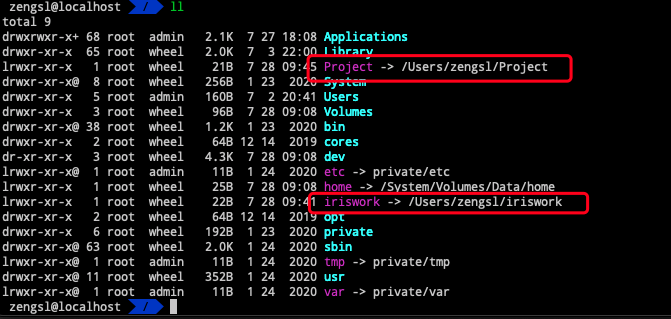 zengsl@localhost / ll
total 9
drwxrwxr-x+ 68 root admin 2.1K 7 27 18:08 Applications
drwxr-xr-x 65 root wheel 2.0K 7 3 22:00 Library
lrwxr-xr-x 1 root wheel 21B 7 28 09:45 Project -> /Users/zengsl/Project
drwxr-xr-x@ 8 root wheel 256B 1 23 2020 System
drwxr-xr-x 5 root admin 160B 7 2 20:41 Users
drwxr-xr-x 3 root wheel 96B 7 28 09:08 Volumes
drwxr-xr-x@ 38 root wheel 1.2K 1 23 2020 bin
drwxr-xr-x 2 root wheel 64B 12 14 2019 cores
dr-xr-xr-x 3 root wheel 4.3K 7 28 09:08 dev
lrwxr-xr-x@ 1 root admin 11B 1 24 2020 etc -> private/etc
lrwxr-xr-x 1 root wheel 25B 7 28 09:08 home -> /System/Volumes/Data/home
lrwxr-xr-x 1 root wheel 22B 7 28 09:41 iriswork -> /Users/zengsl/iriswork
drwxr-xr-x 2 root wheel 64B 12 14 2019 opt
drwxr-xr-x 6 root wheel 192B 1 23 2020 private
drwxr-xr-x@ 63 root wheel 2.0K 1 24 2020 sbin
lrwxr-xr-x@ 1 root admin 11B 1 24 2020 tmp -> private/tmp
drwxr-xr-x@ 11 root wheel 352B 1 24 2020 usr
lrwxr-xr-x@ 1 root admin 11B 1 24 2020 var -> private/var
zengsl@localhost /